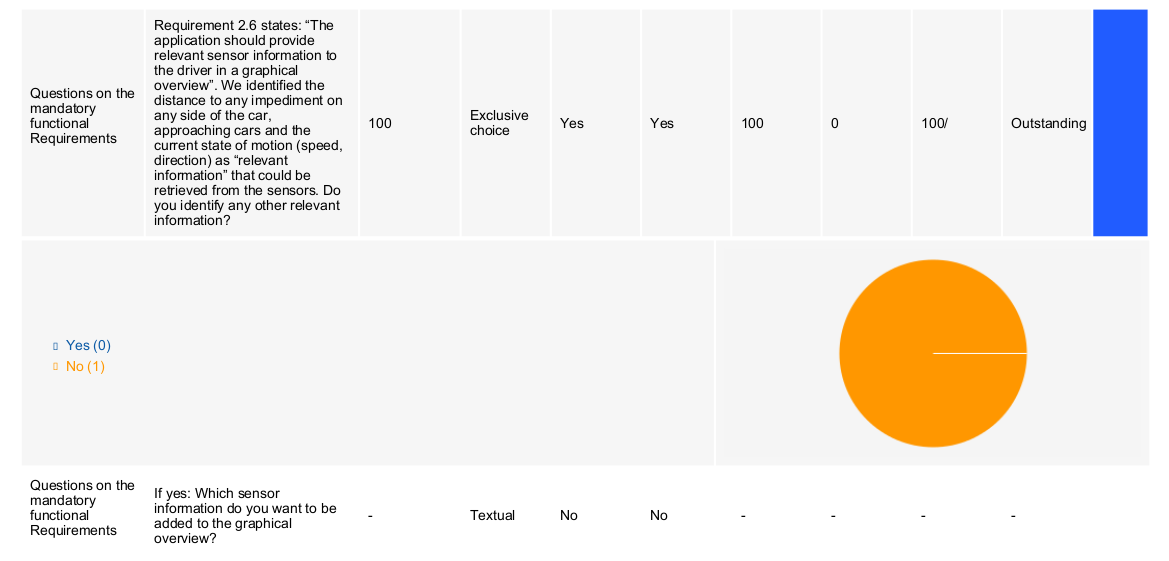 Questions on the
mandatory
functional
Requirements
Requirement 2.6 states: “The
application should provide
relevant sensor information to
the driver in a graphical
overview”. We identified the
distance to any impediment on
any side of the car,
approaching cars and the
current state of motion (speed,
direction) as “relevant
information” that could be
retrieved from the sensors. Do
you identify any other relevant
information?
100
Exclusive
choice
Yes
Yes
100
0
100/
Outstanding
Yes (0)
No (1)
Questions on the
mandatory
functional
Requirements
If yes: Which sensor
information do you want to be
added to the graphical
overview?
-
Textual
No
No
-
-
-
-